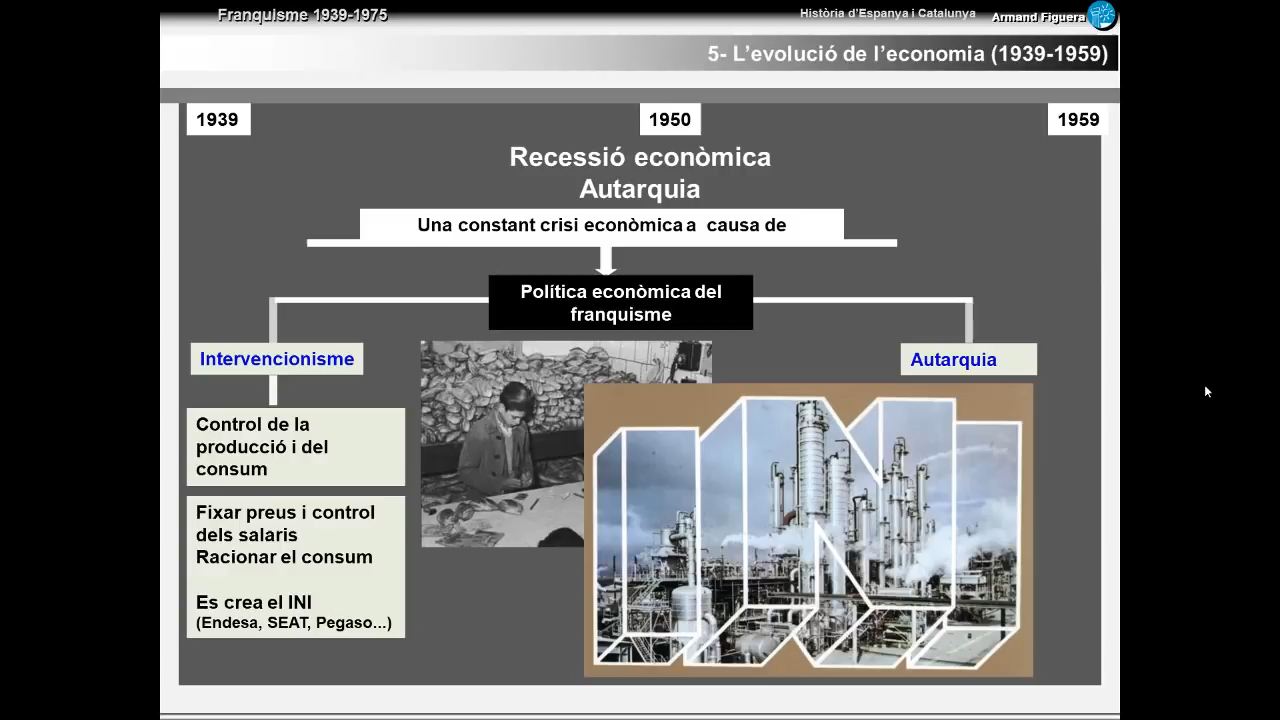 Franquisme 1939-1975
Història d’Espanya i Catalunya
Armand Figuera
5- L’evolució de l’economia (1939-1959)
1939
1950
1959
Recessió econòmica
Autarquia
Una constant crisi econòmica a causa de
Política econòmica del
franquisme
Intervencionisme
Autarquia
Control de la
producció i del
consum
Fixar preus i control
dels salaris
Racionar el consum
Es crea el INI
(Endesa, SEAT, Pegaso...)
INI